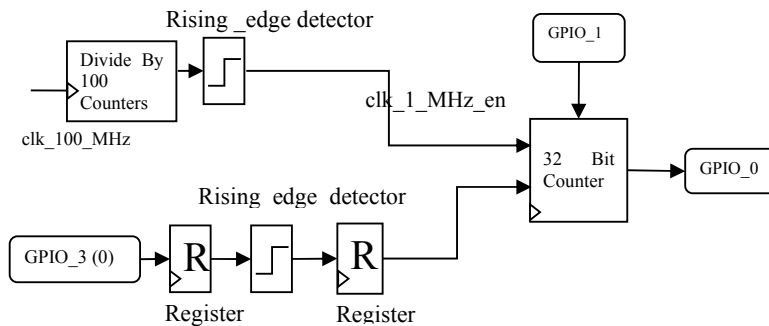 Rising _edge detector
GPIO_1
Divide By
100
Counters
clk_100_MHz
clk_1_MHz_en
32 Bit
Counter
GPIO_0
Rising edge detector
GPIO_3 (0)
R
R
Register
Register